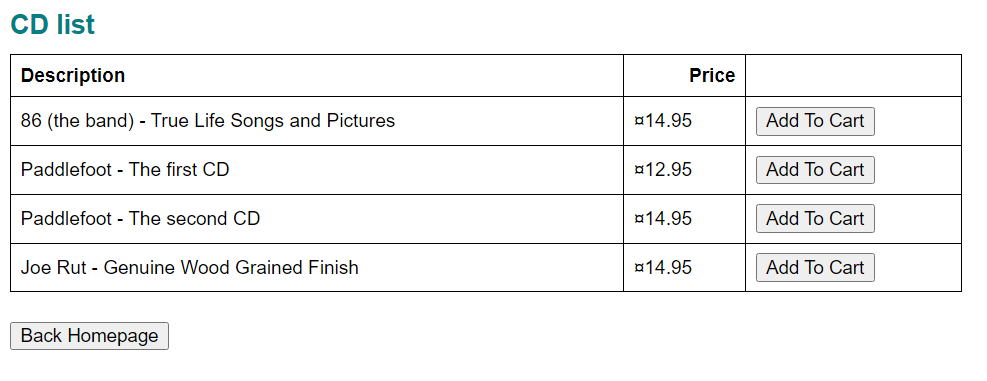 CD list
Description Price
86 (the band) - True Life Songs and Pictures ¤14.95 Add To Cart
Paddlefoot - The first CD ¤12.95 Add To Cart
Paddlefoot - The second CD ¤14.95 Add To Cart
Joe Rut - Genuine Wood Grained Finish ¤14.95 Add To Cart
Back Homepage